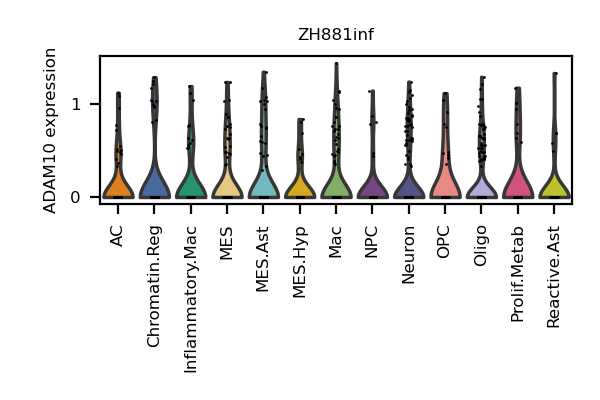 ZH881inf
ADAM10 expression
1
0
AC
Chromatin.Reg
Inflammatory.Mac
MES
MES.Ast
MES.Hyp
Mac
NPC
Neuron
OPC
Oligo
Prolif.Metab
Reactive.Ast